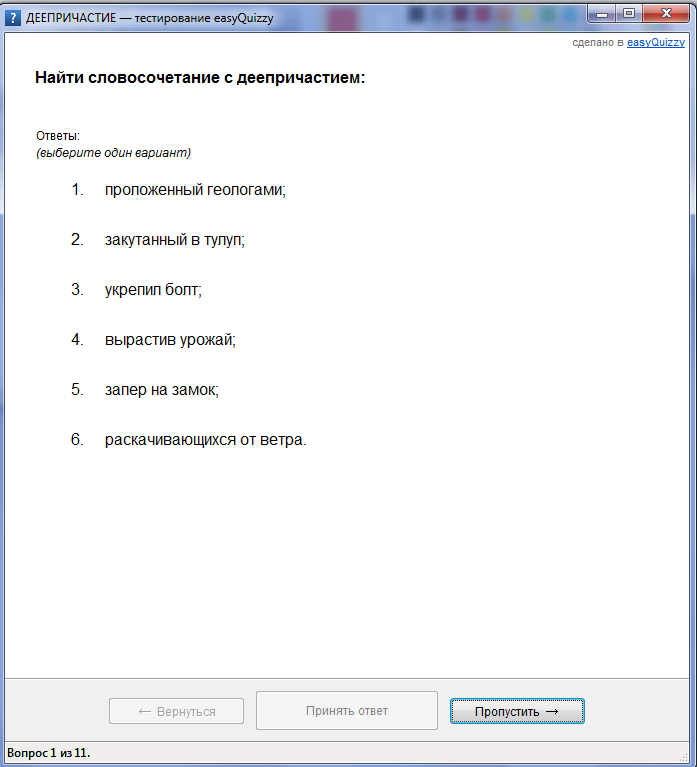 ДЕЕПРИЧАСТИЕ — тестирование easyQuizzy
сделано в easyQuizzy
Найти словосочетание с деепричастием:
Ответы:
(выберите один вариант)
1. проложенный геологами;
2. закутанный в тулуп;
3. укрепил болт;
4. вырастив урожай;
5. запер на замок;
6. раскачивающихся от ветра.
← Вернуться Принять ответ Пропустить →
Вопрос 1 из 11.